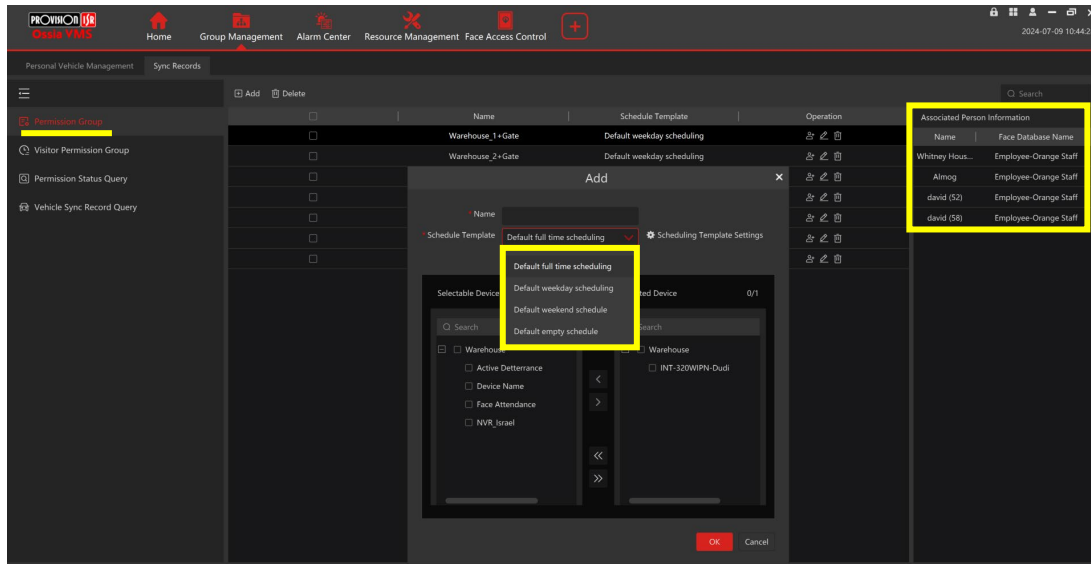 PROVISION ISR
Ossia VMS
Home Group Management Alarm Center Resource Management Face Access Control
2024-07-09 10:44:2
Personal Vehicle Management Sync Records
Add Delete
Search
Permission Group
Visitor Permission Group
Permission Status Query
Vehicle Sync Record Query
Name Schedule Template Operation
Warehouse_1+Gate Default weekday scheduling
Warehouse_2+Gate Default weekday scheduling
Associated Person Information
Name Face Database Name
Whitney Hous... Employee-Orange Staff
Almog Employee-Orange Staff
david (52) Employee-Orange Staff
david (58) Employee-Orange Staff
Add
* Name
* Schedule Template Default full time scheduling Scheduling Template Settings
Default full time scheduling
Default weekday scheduling
Default weekend schedule
Default empty schedule
Selectable Device
Search
Warehouse
Active Detterrance
Device Name
Face Attendance
NVR_Israel
ted Device 0/1
Search
Warehouse
INT-320WIPN-Dudi
OK Cancel